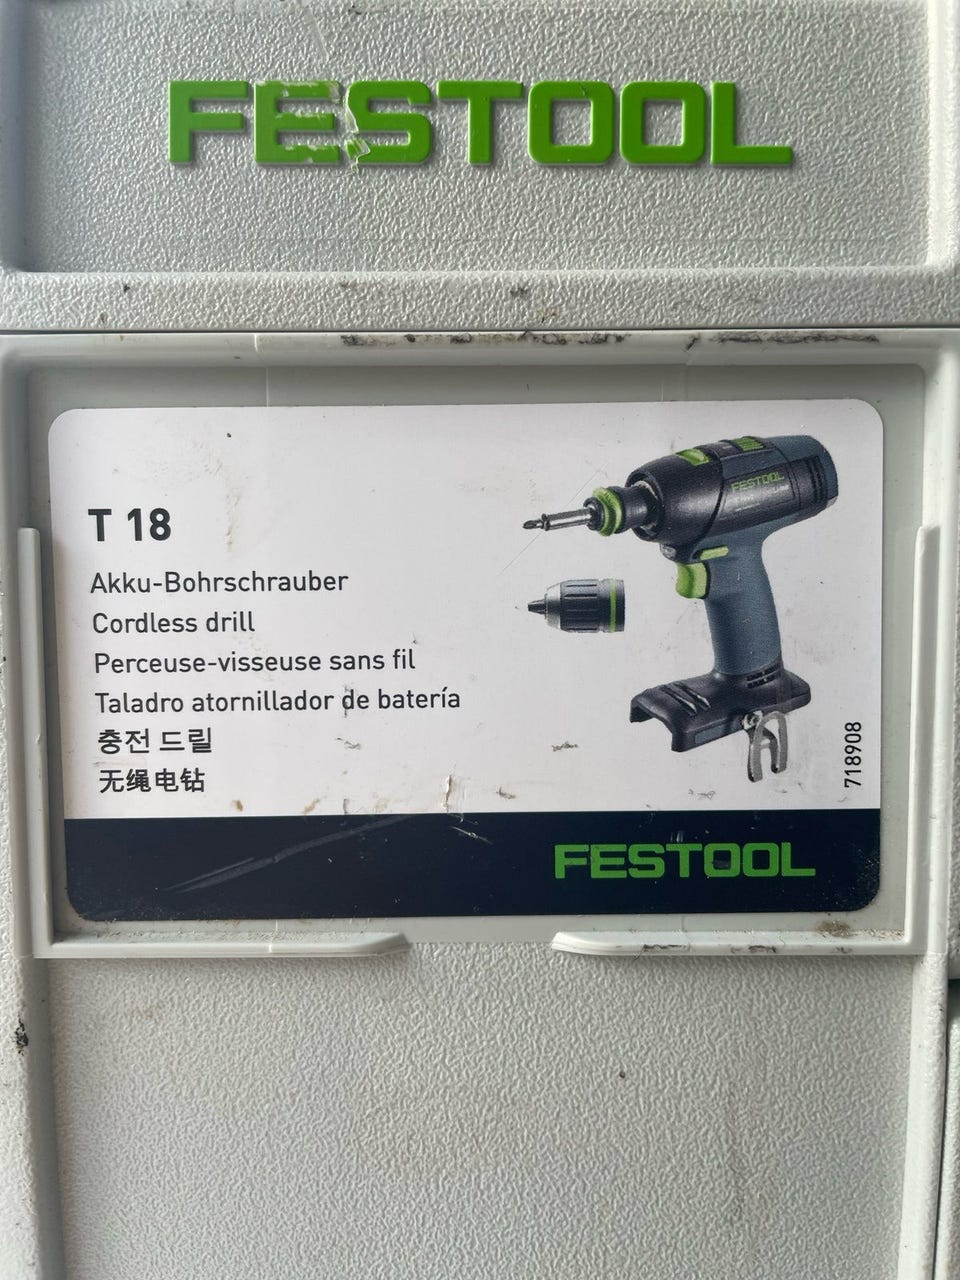 FESTOOL
T 18
Akku-Bohrschrauber
Cordless drill
Perceuse-visseuse sans fil
Taladro atornillador de batería
충전 드릴
无绳电钻
FESTOOL
718908
FESTOOL